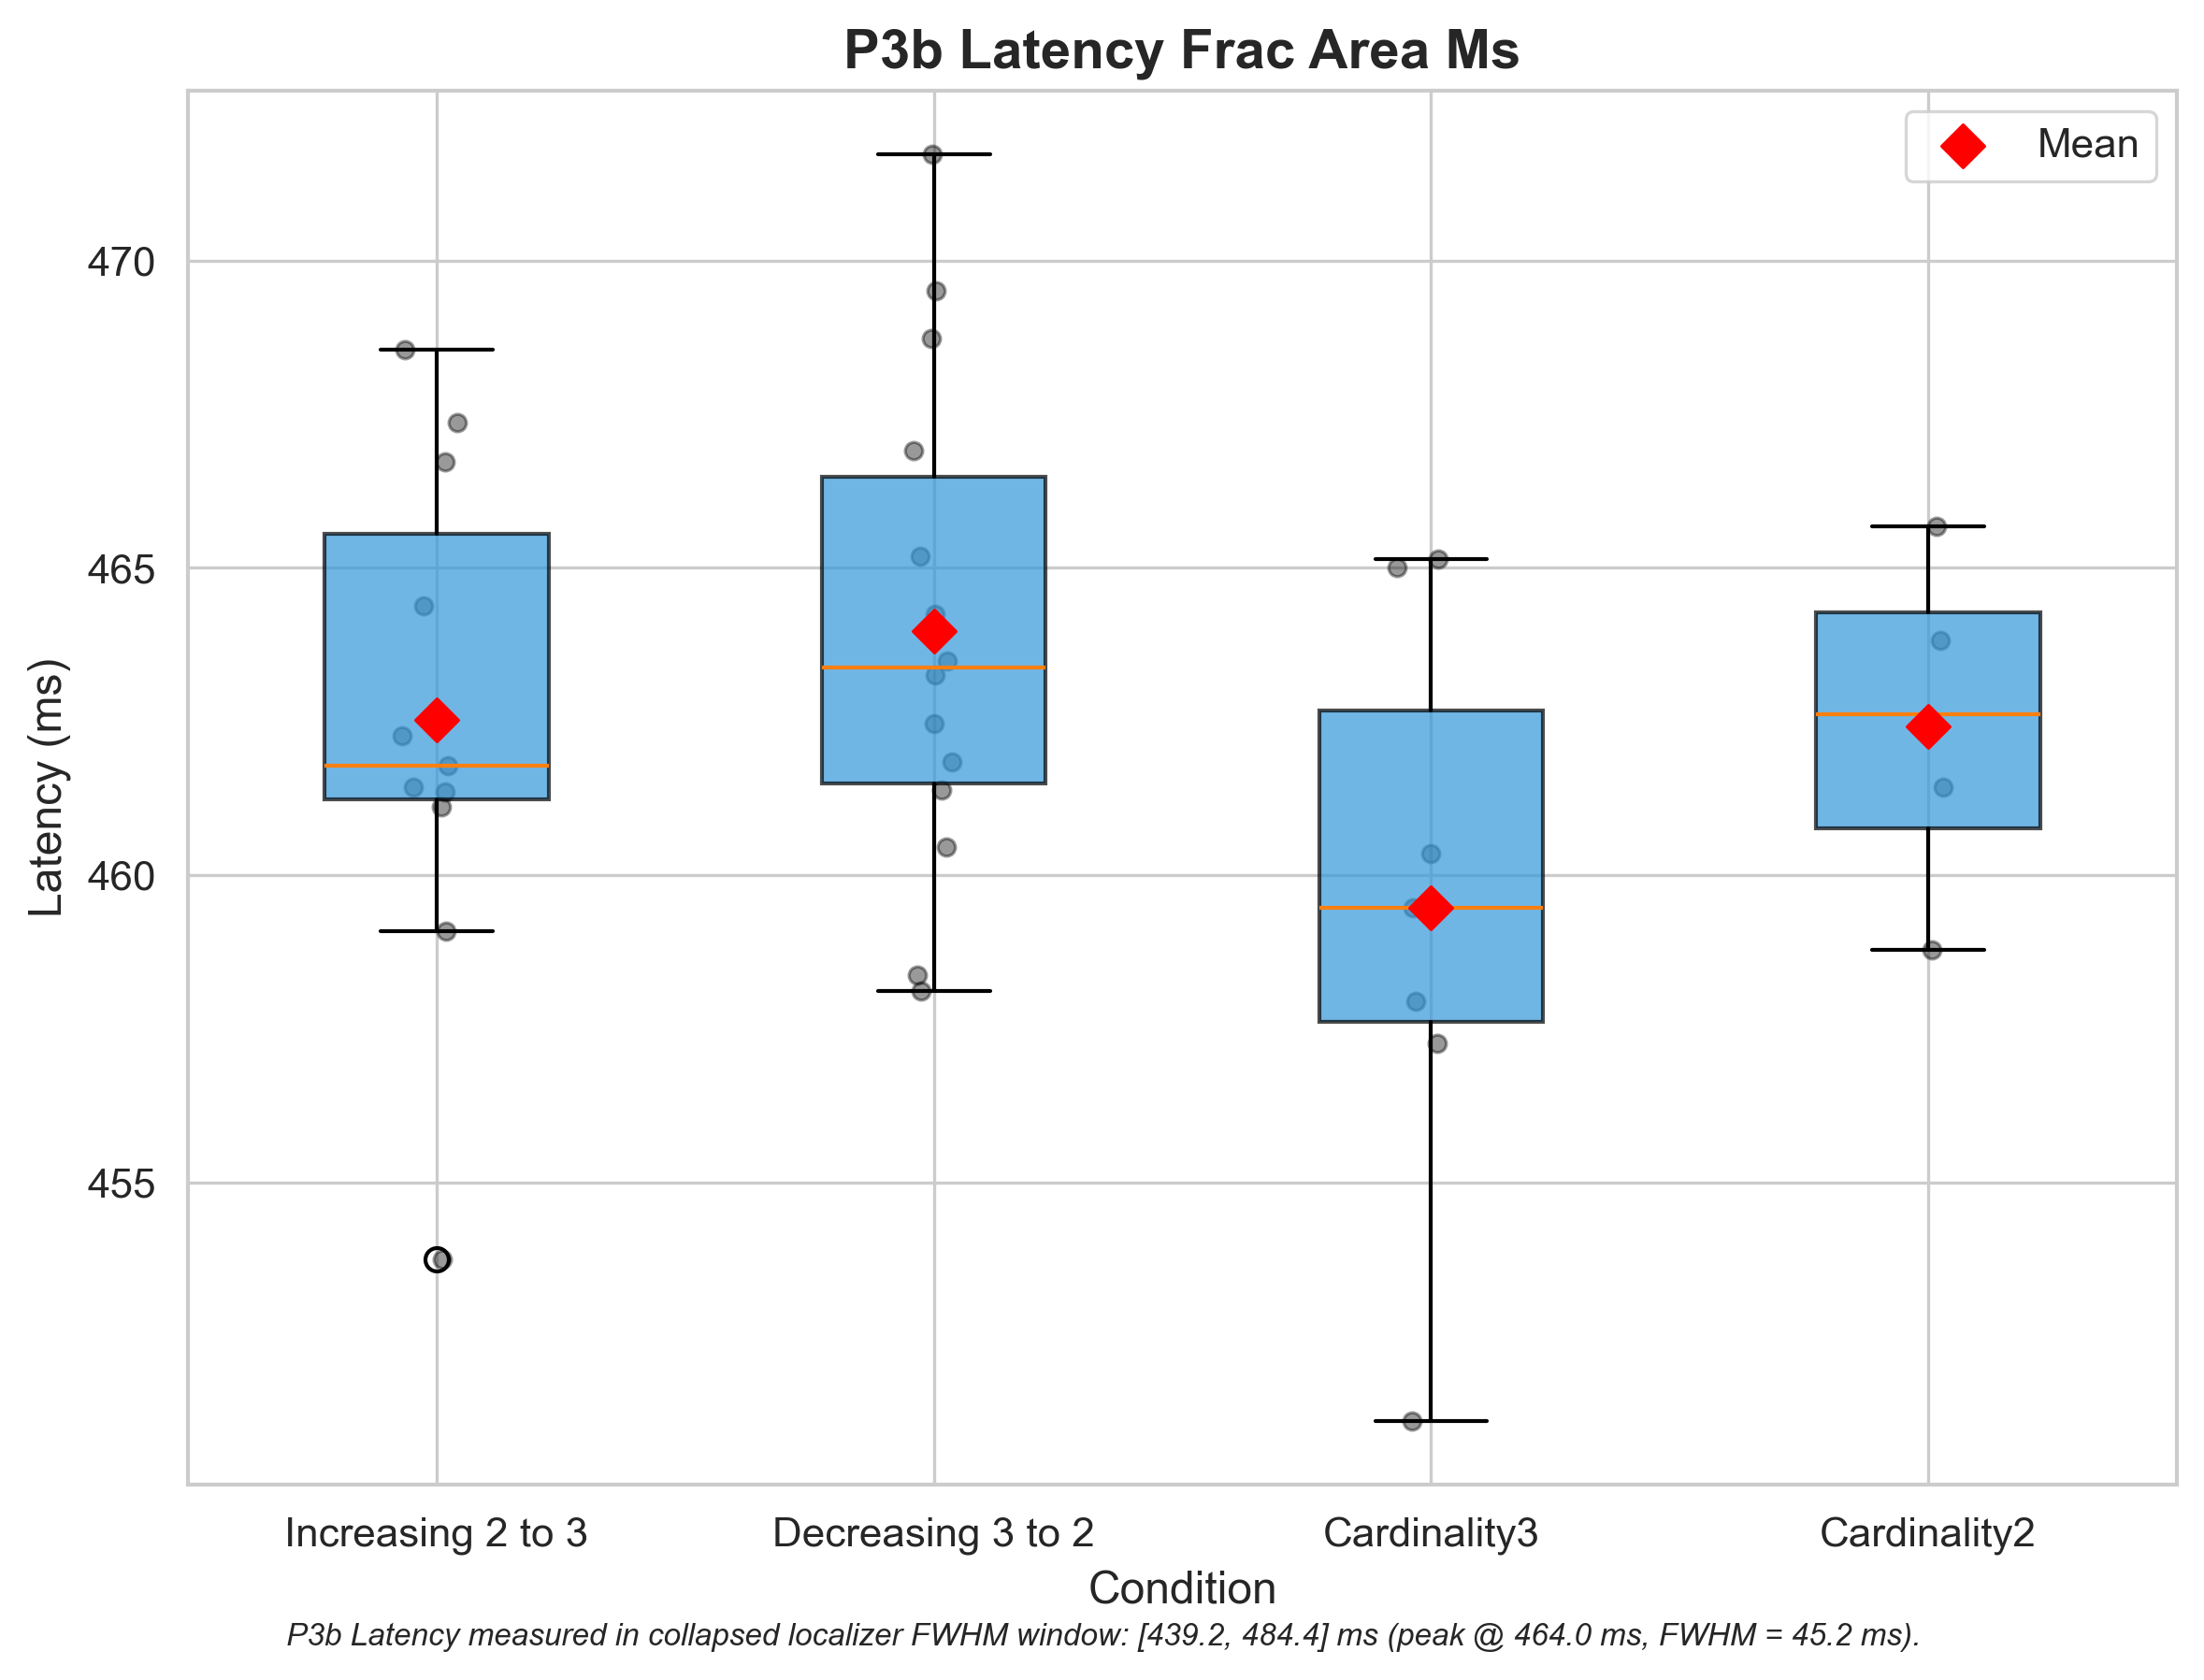 P3b Latency Frac Area Ms
Mean
470
465
460
455
Latency (ms)
Increasing 2 to 3
Decreasing 3 to 2
Cardinality3
Cardinality2
Condition
P3b Latency measured in collapsed localizer FWHM window: [439.2, 484.4] ms (peak @ 464.0 ms, FWHM = 45.2 ms).